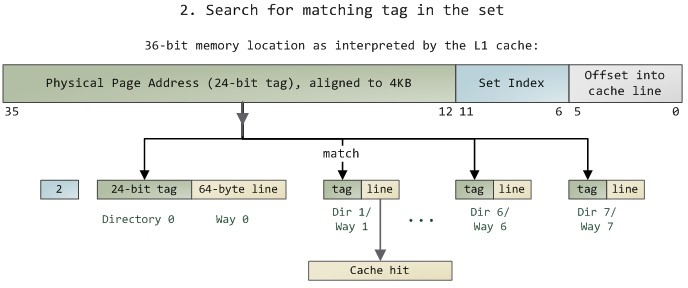 2. Search for matching tag in the set
36-bit memory location as interpreted by the L1 cache:
Physical Page Address (24-bit tag), aligned to 4KB
Set Index
Offset into
cache line
35
12
11
6
5
0
match
2
24-bit tag
64-byte line
tag
line
tag
line
tag
line
Directory 0
Way 0
Dir 1/
Way 1
...
Dir 6/
Way 6
Dir 7/
Way 7
Cache hit